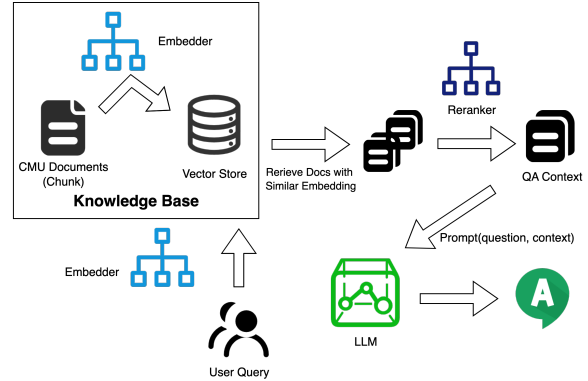 Embedder
CMU Documents
(Chunk)
Vector Store
Knowledge Base
Rerieve Docs with
Similar Embedding
Reranker
QA Context
Prompt(question, context)
Embedder
User Query
LLM
A